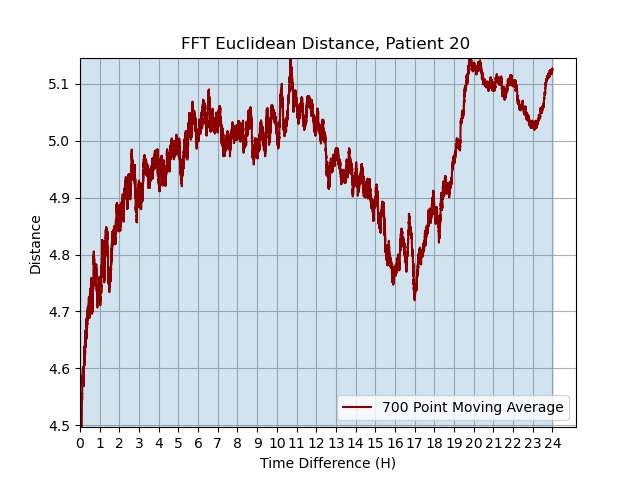 FFT Euclidean Distance, Patient 20
Distance
5.1
5.0
4.9
4.8
4.7
4.6
4.5
700 Point Moving Average
0 1 2 3 4 5 6 7 8 9 10 11 12 13 14 15 16 17 18 19 20 21 22 23 24
Time Difference (H)